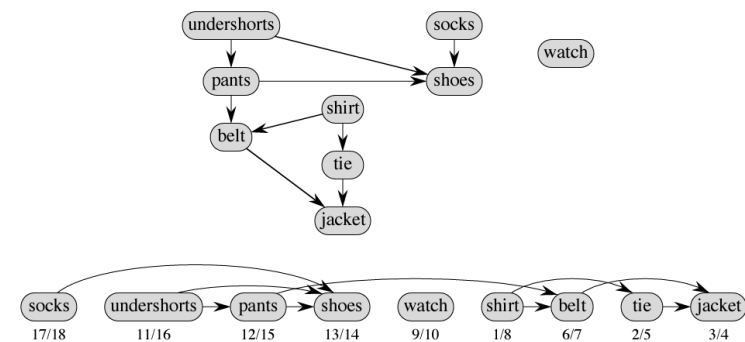 undershorts socks
watch
pants shoes
shirt
belt
tie
jacket
socks undershorts pants shoes watch shirt belt tie jacket
17/18 11/16 12/15 13/14 9/10 1/8 6/7 2/5 3/4